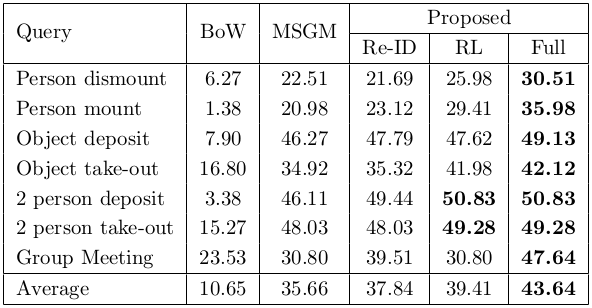 Query BoW MSGM Proposed
Re-ID RL Full
Person dismount 6.27 22.51 21.69 25.98 30.51
Person mount 1.38 20.98 23.12 29.41 35.98
Object deposit 7.90 46.27 47.79 47.62 49.13
Object take-out 16.80 34.92 35.32 41.98 42.12
2 person deposit 3.38 46.11 49.44 50.83 50.83
2 person take-out 15.27 48.03 48.03 49.28 49.28
Group Meeting 23.53 30.80 39.51 30.80 47.64
Average 10.65 35.66 37.84 39.41 43.64